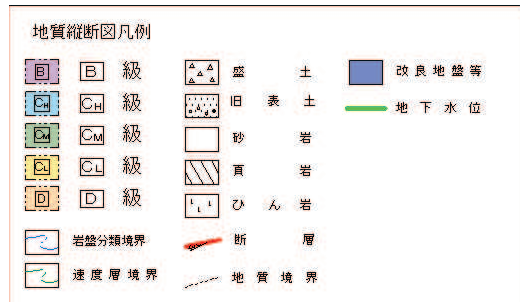 地質縦断図凡例
B B 級
CH CH 級
CM CM 級
CL CL 級
D D 級
岩盤分類境界
速度層境界
盛土
旧表土
砂岩
頁岩
ひん岩
断層
地質境界
改良地盤等
地下水位